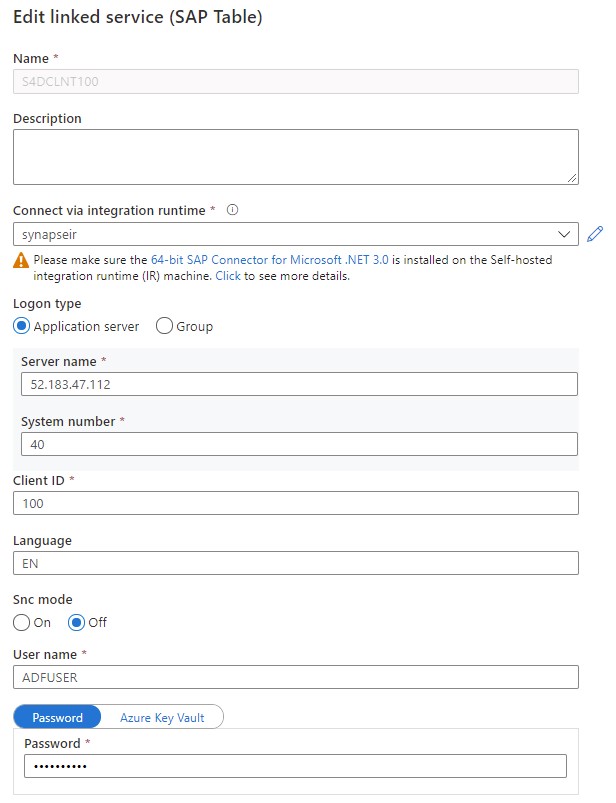 Edit linked service (SAP Table)
Name *
S4DCLNT100
Description
Connect via integration runtime *
synapseir
Please make sure the 64-bit SAP Connector for Microsoft .NET 3.0 is installed on the Self-hosted
integration runtime (IR) machine. Click to see more details.
Logon type
Application server Group
Server name *
52.183.47.112
System number *
40
Client ID *
100
Language
EN
Snc mode
On Off
User name *
ADFUSER
Password Azure Key Vault
Password *
••••••••••